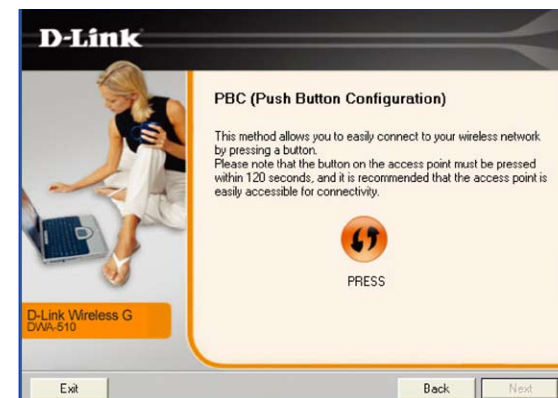 D-Link
PBC (Push Button Configuration)
This method allows you to easily connect to your wireless network
by pressing a button.
Please note that the button on the access point must be pressed
within 120 seconds, and it is recommended that the access point is
easily accessible for connectivity.
PRESS
D-Link Wireless G
DWA-510
Exit
Back
Next